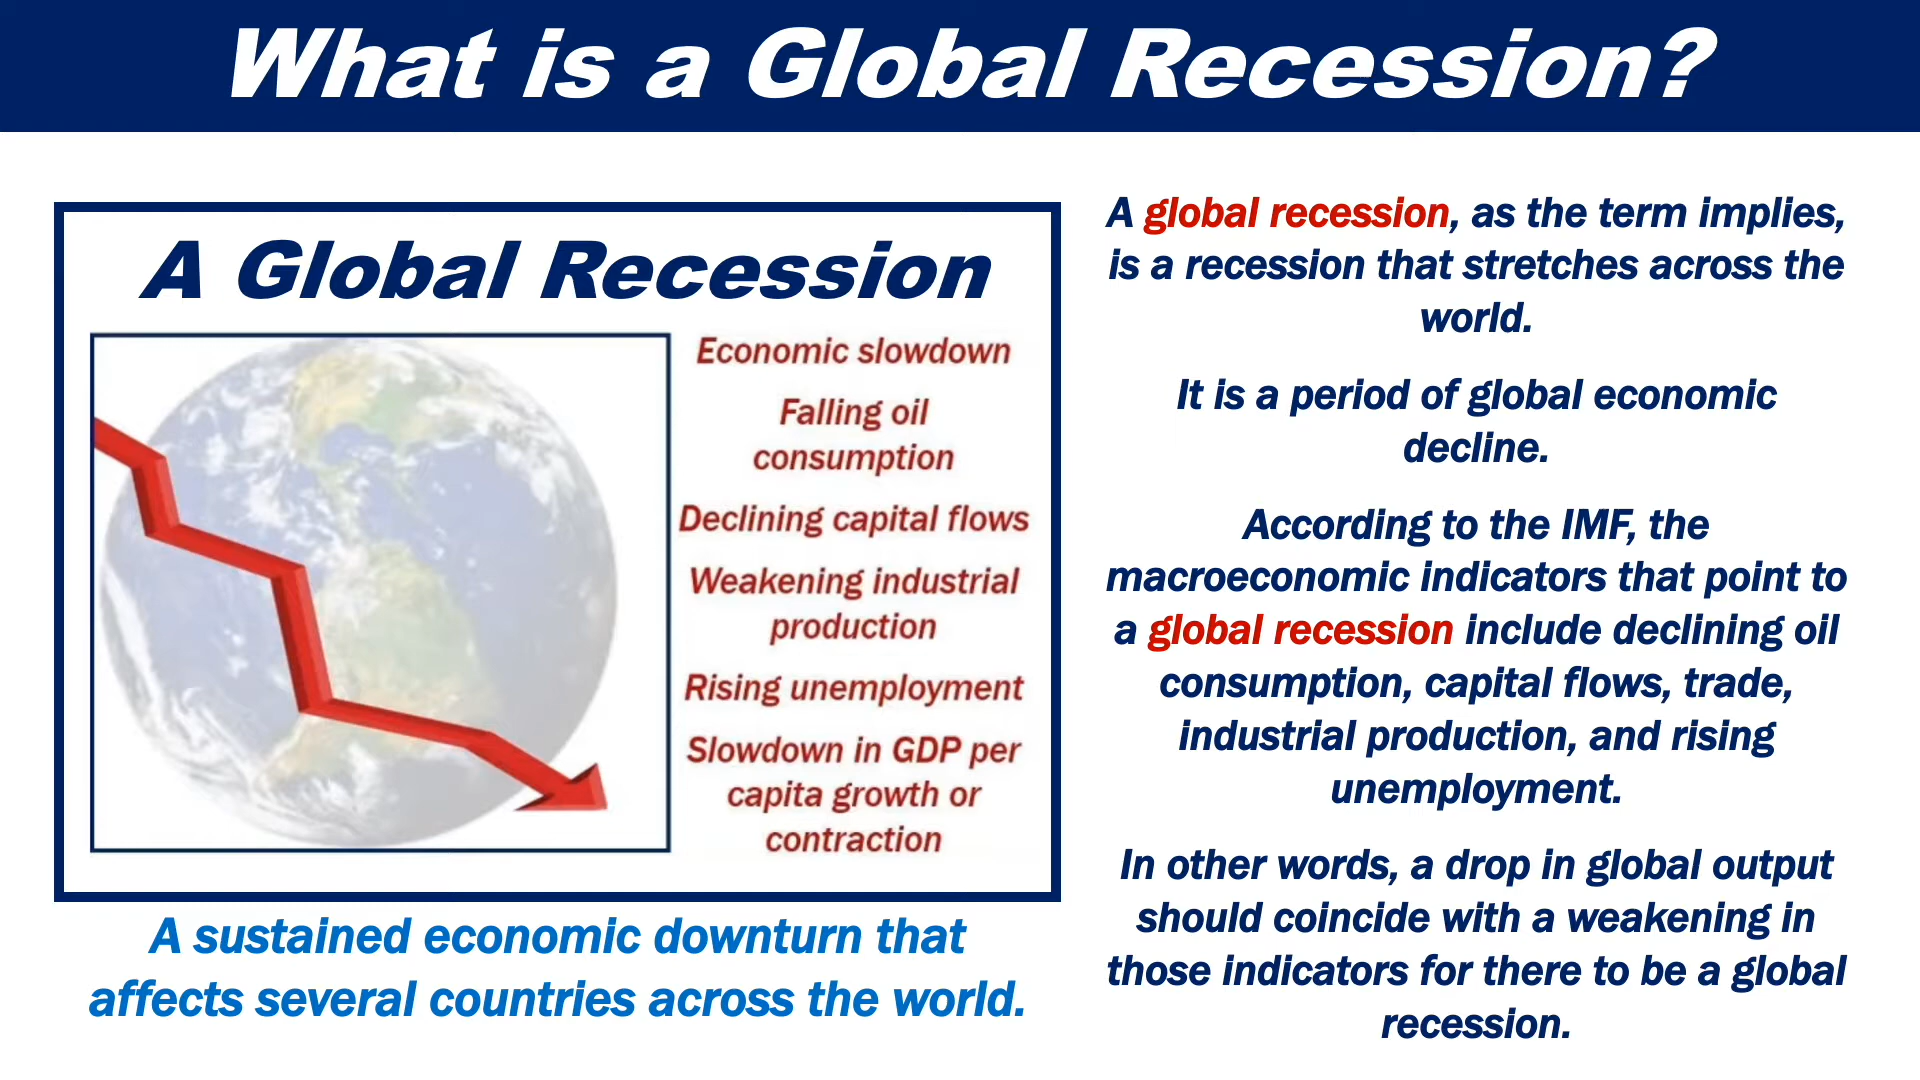 What is a Global Recession?
A Global Recession
Economic slowdown
Falling oil
consumption
Declining capital flows
Weakening industrial
production
Rising unemployment
Slowdown in GDP per
capita growth or
contraction
A sustained economic downturn that
affects several countries across the world.
A global recession, as the term implies,
is a recession that stretches across the
world.
It is a period of global economic
decline.
According to the IMF, the
macroeconomic indicators that point to
a global recession include declining oil
consumption, capital flows, trade,
industrial production, and rising
unemployment.
In other words, a drop in global output
should coincide with a weakening in
those indicators for there to be a global
recession.